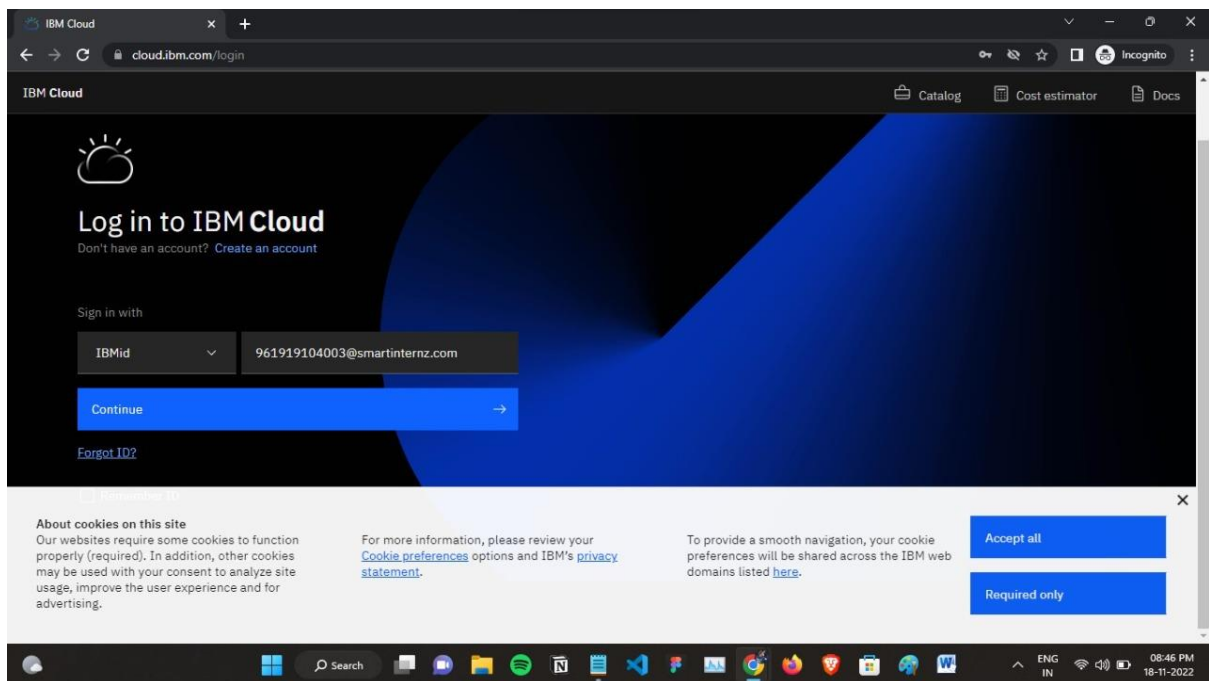 IBM Cloud
cloud.ibm.com/login
Incognito
IBM Cloud
Catalog
Cost estimator
Docs
Log in to IBM Cloud
Don't have an account? Create an account
Sign in with
IBMid
961919104003@smartinternz.com
Continue
Forgot ID?
Remember ID
About cookies on this site
Our websites require some cookies to function
properly (required). In addition, other cookies
may be used with your consent to analyze site
usage, improve the user experience and for
advertising.
For more information, please review your
Cookie preferences options and IBM's privacy
statement.
To provide a smooth navigation, your cookie
preferences will be shared across the IBM web
domains listed here.
Accept all
Required only
Search
ENG
IN
08:46 PM
18-11-2022